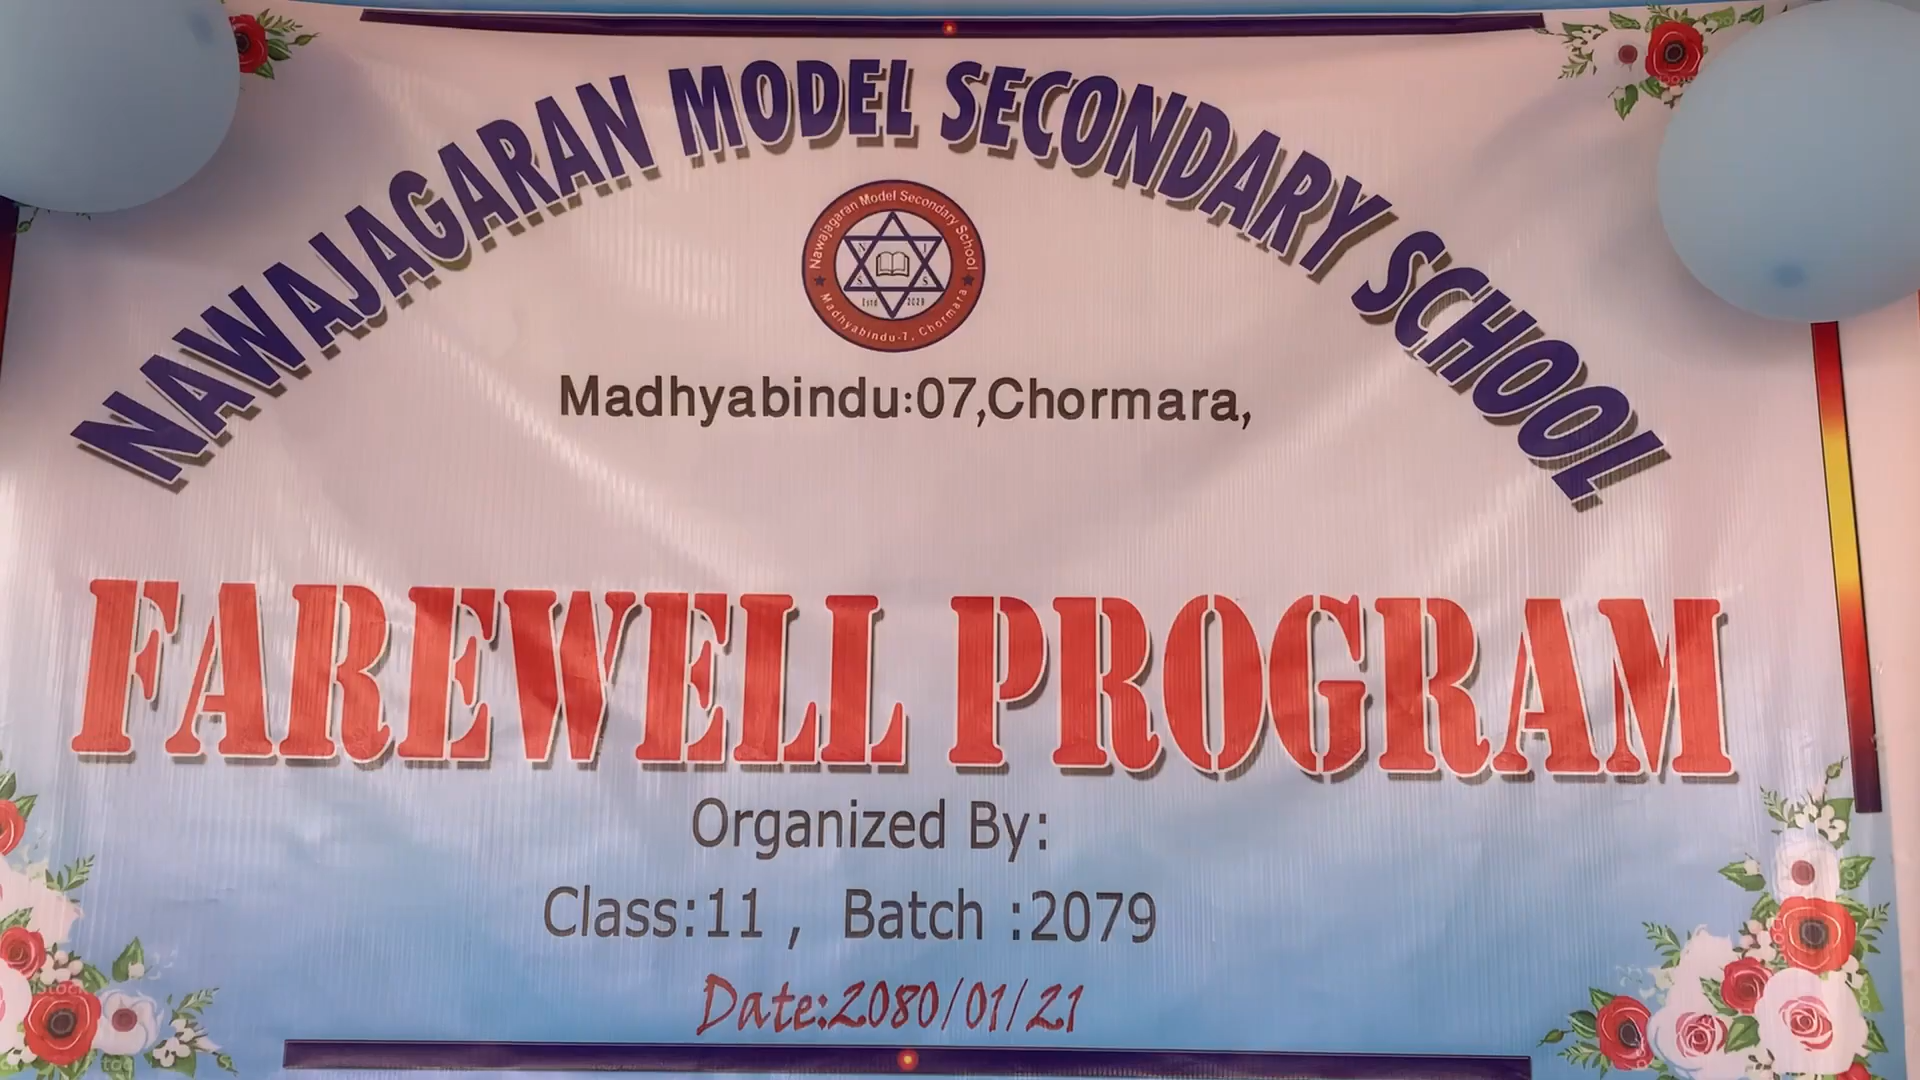 NAWAJAGARAN MODEL SECONDARY SCHOOL
Nawajagaran Model Secondary School
N I
S S
Estd 2029
Madhyabindu-7, Chormara
Madhyabindu:07,Chormara,
FAREWELL PROGRAM
Organized By:
Class:11 , Batch :2079
Date:2080/01/21